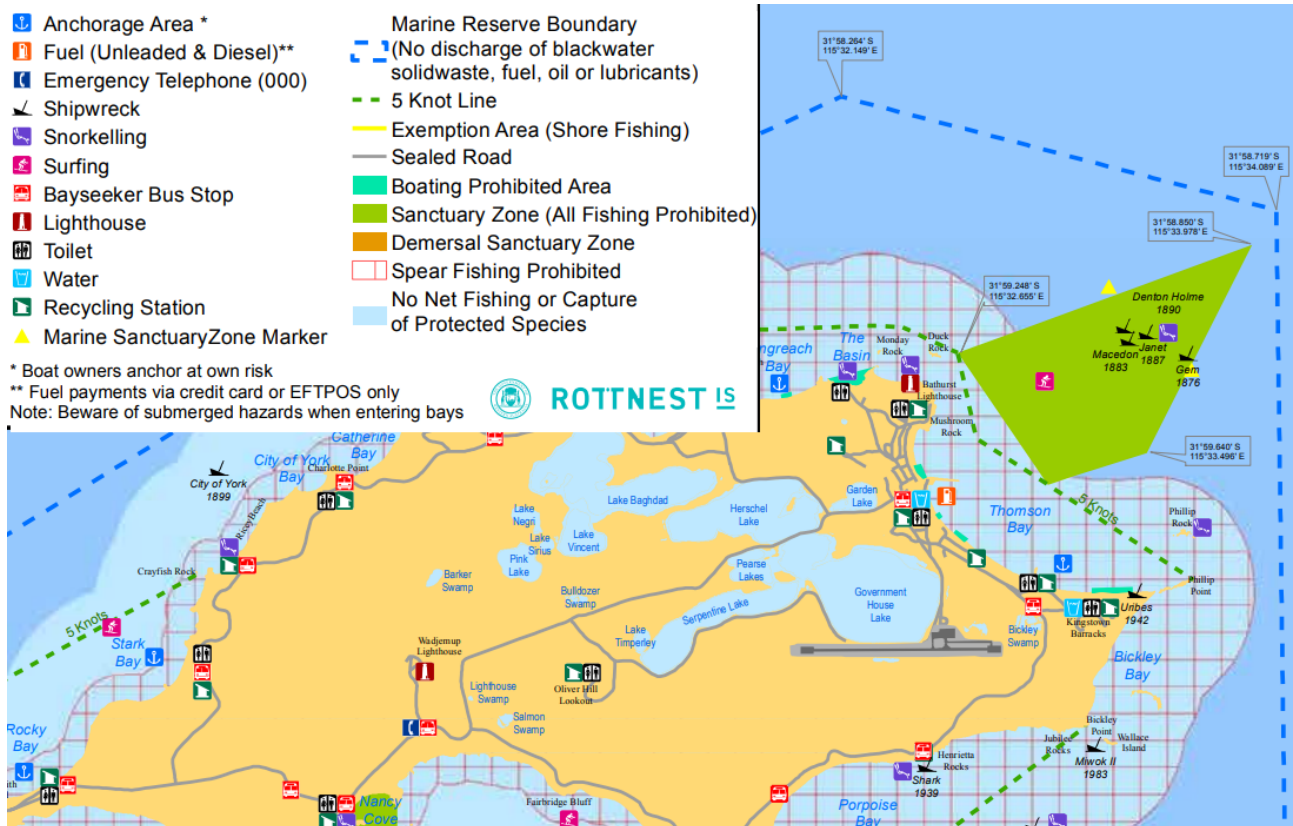 Anchorage Area *
Fuel (Unleaded & Diesel)**
Emergency Telephone (000)
Shipwreck
Snorkelling
Surfing
Bayseeker Bus Stop
Lighthouse
Toilet
Water
Recycling Station
Marine SanctuaryZone Marker
Marine Reserve Boundary
(No discharge of blackwater
solidwaste, fuel, oil or lubricants)
5 Knot Line
Exemption Area (Shore Fishing)
Sealed Road
Boating Prohibited Area
Sanctuary Zone (All Fishing Prohibited)
Demersal Sanctuary Zone
Spear Fishing Prohibited
No Net Fishing or Capture
of Protected Species
* Boat owners anchor at own risk
** Fuel payments via credit card or EFTPOS only
Note: Beware of submerged hazards when entering bays
ROTTNEST IS
31°58.264' S
115°32.149' E
31°58.719' S
115°34.089' E
31°58.850' S
115°33.978' E
31°59.248' S
115°32.655' E
31°59.640' S
115°33.496' E
Denton Holme
1890
Janet
1887
Macedon
1883
Gem
1876
ngreach
Bay
The
Basin
Monday
Rock
Duck
Rock
Bathurst
Lighthouse
Mushroom
Rock
Catherine
Bay
City of York
Bay
Charlotte Point
City of York
1899
Ricey Beach
Crayfish Rock
5 Knots
Stark
Bay
Rocky
Bay
Lake Baghdad
Lake
Negri
Lake
Sirius
Lake
Vincent
Pink
Lake
Herschel
Lake
Garden
Lake
Barker
Swamp
Bulldozer
Swamp
Pearse
Lakes
Serpentine Lake
Government
House
Lake
Lake
Timperley
Wadjemup
Lighthouse
Lighthouse
Swamp
Salmon
Swamp
Oliver Hill
Lookout
Thomson
Bay
5 Knots
Phillip
Rock
Phillip
Point
Uribes
1942
Kingstown
Barracks
Bickley
Swamp
Bickley
Bay
Bickley
Point
Jubilee
Rocks
Wallace
Island
Miwok II
1983
Henrietta
Rocks
Shark
1939
Porpoise
Bay
Fairbridge Bluff
Nancy
Cove
ith